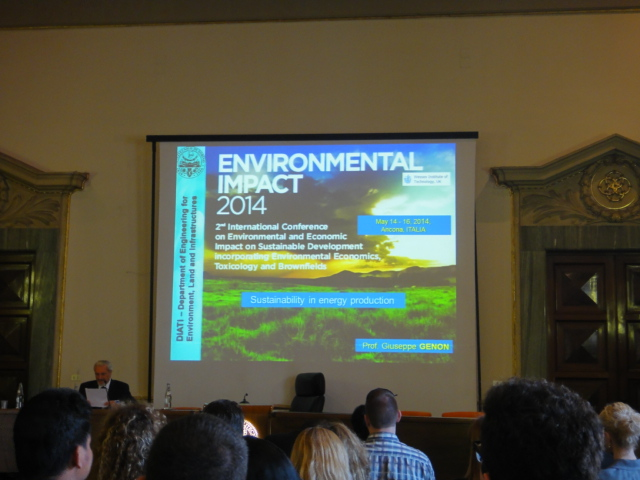 ENVIRONMENTAL
IMPACT
2014
2nd International Conference
on Environmental and Economic
Impact on Sustainable Development
incorporating Environmental Economics,
Toxicology and Brownfields
Wessex Institute of
Technology, UK
May 14 - 16, 2014,
Ancona, ITALIA
Sustainability in energy production
Prof. Giuseppe GENON
DIATI – Department of Engineering for
Environment, Land and Infrastructures